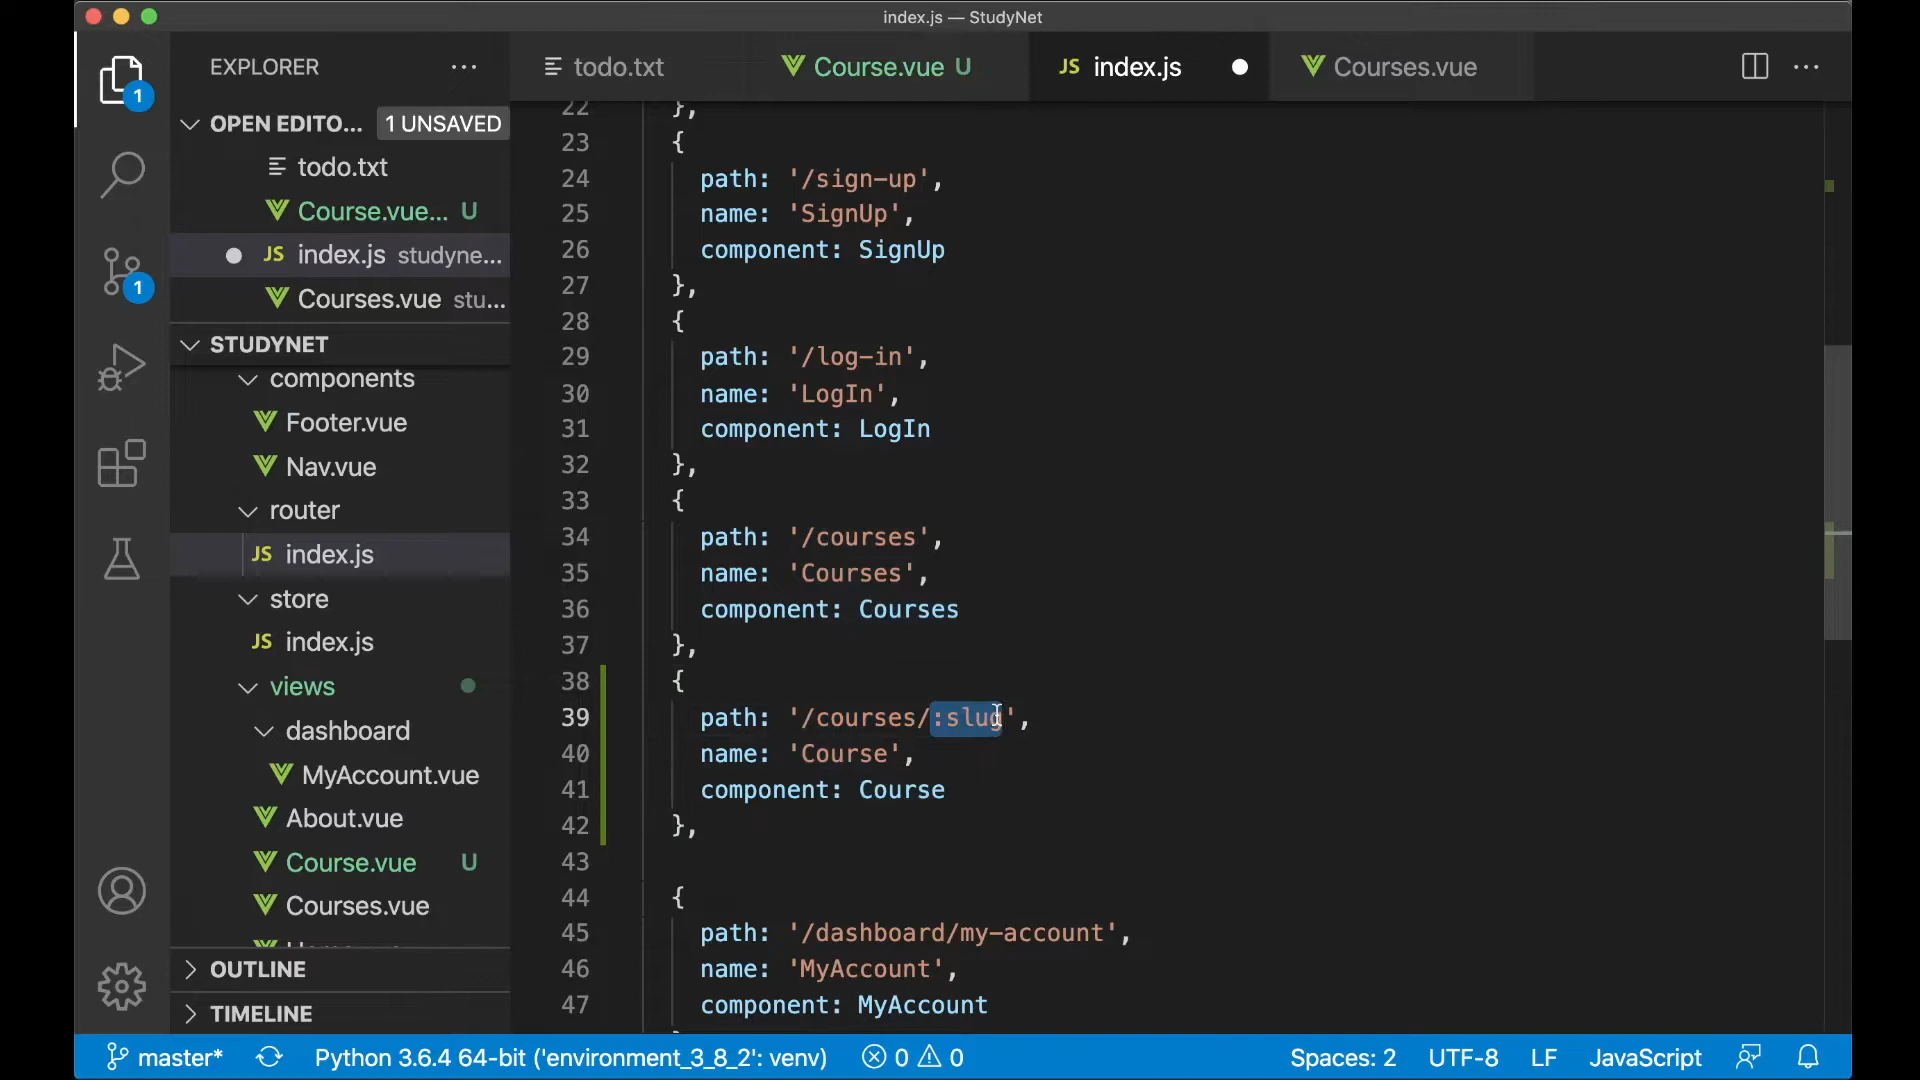 index.js — StudyNet
EXPLORER
todo.txt
Course.vue U
JS index.js
Courses.vue
1
OPEN EDITO... 1 UNSAVED
todo.txt
Course.vue... U
JS index.js studyne...
Courses.vue stu...
1
STUDYNET
components
Footer.vue
Nav.vue
router
JS index.js
store
JS index.js
views
dashboard
MyAccount.vue
About.vue
Course.vue U
Courses.vue
OUTLINE
TIMELINE
22 },
23 {
24 path: '/sign-up',
25 name: 'SignUp',
26 component: SignUp
27 },
28 {
29 path: '/log-in',
30 name: 'LogIn',
31 component: LogIn
32 },
33 {
34 path: '/courses',
35 name: 'Courses',
36 component: Courses
37 },
38 {
39 path: '/courses/:slug',
40 name: 'Course',
41 component: Course
42 },
43
44 {
45 path: '/dashboard/my-account',
46 name: 'MyAccount',
47 component: MyAccount
master* Python 3.6.4 64-bit ('environment_3_8_2': venv) 0 0 Spaces: 2 UTF-8 LF JavaScript